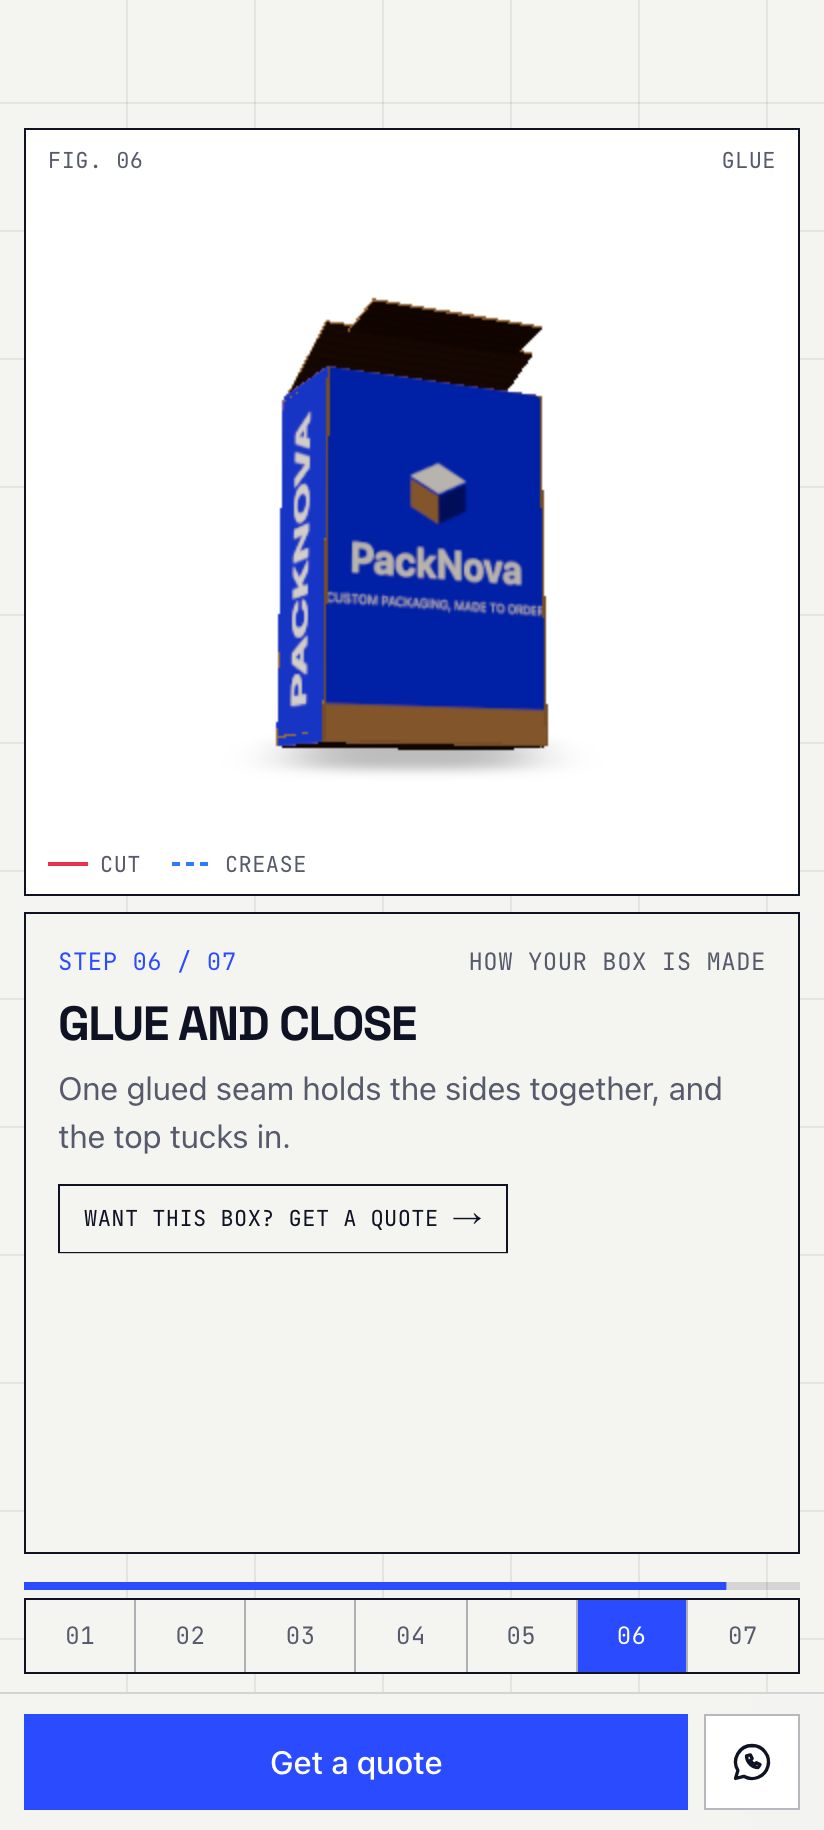 FIG. 06
GLUE
PACKNOVA
PackNova
CUSTOM PACKAGING, MADE TO ORDER
CUT
CREASE
STEP 06 / 07
HOW YOUR BOX IS MADE
GLUE AND CLOSE
One glued seam holds the sides together, and
the top tucks in.
WANT THIS BOX? GET A QUOTE →
01 02 03 04 05 06 07
Get a quote